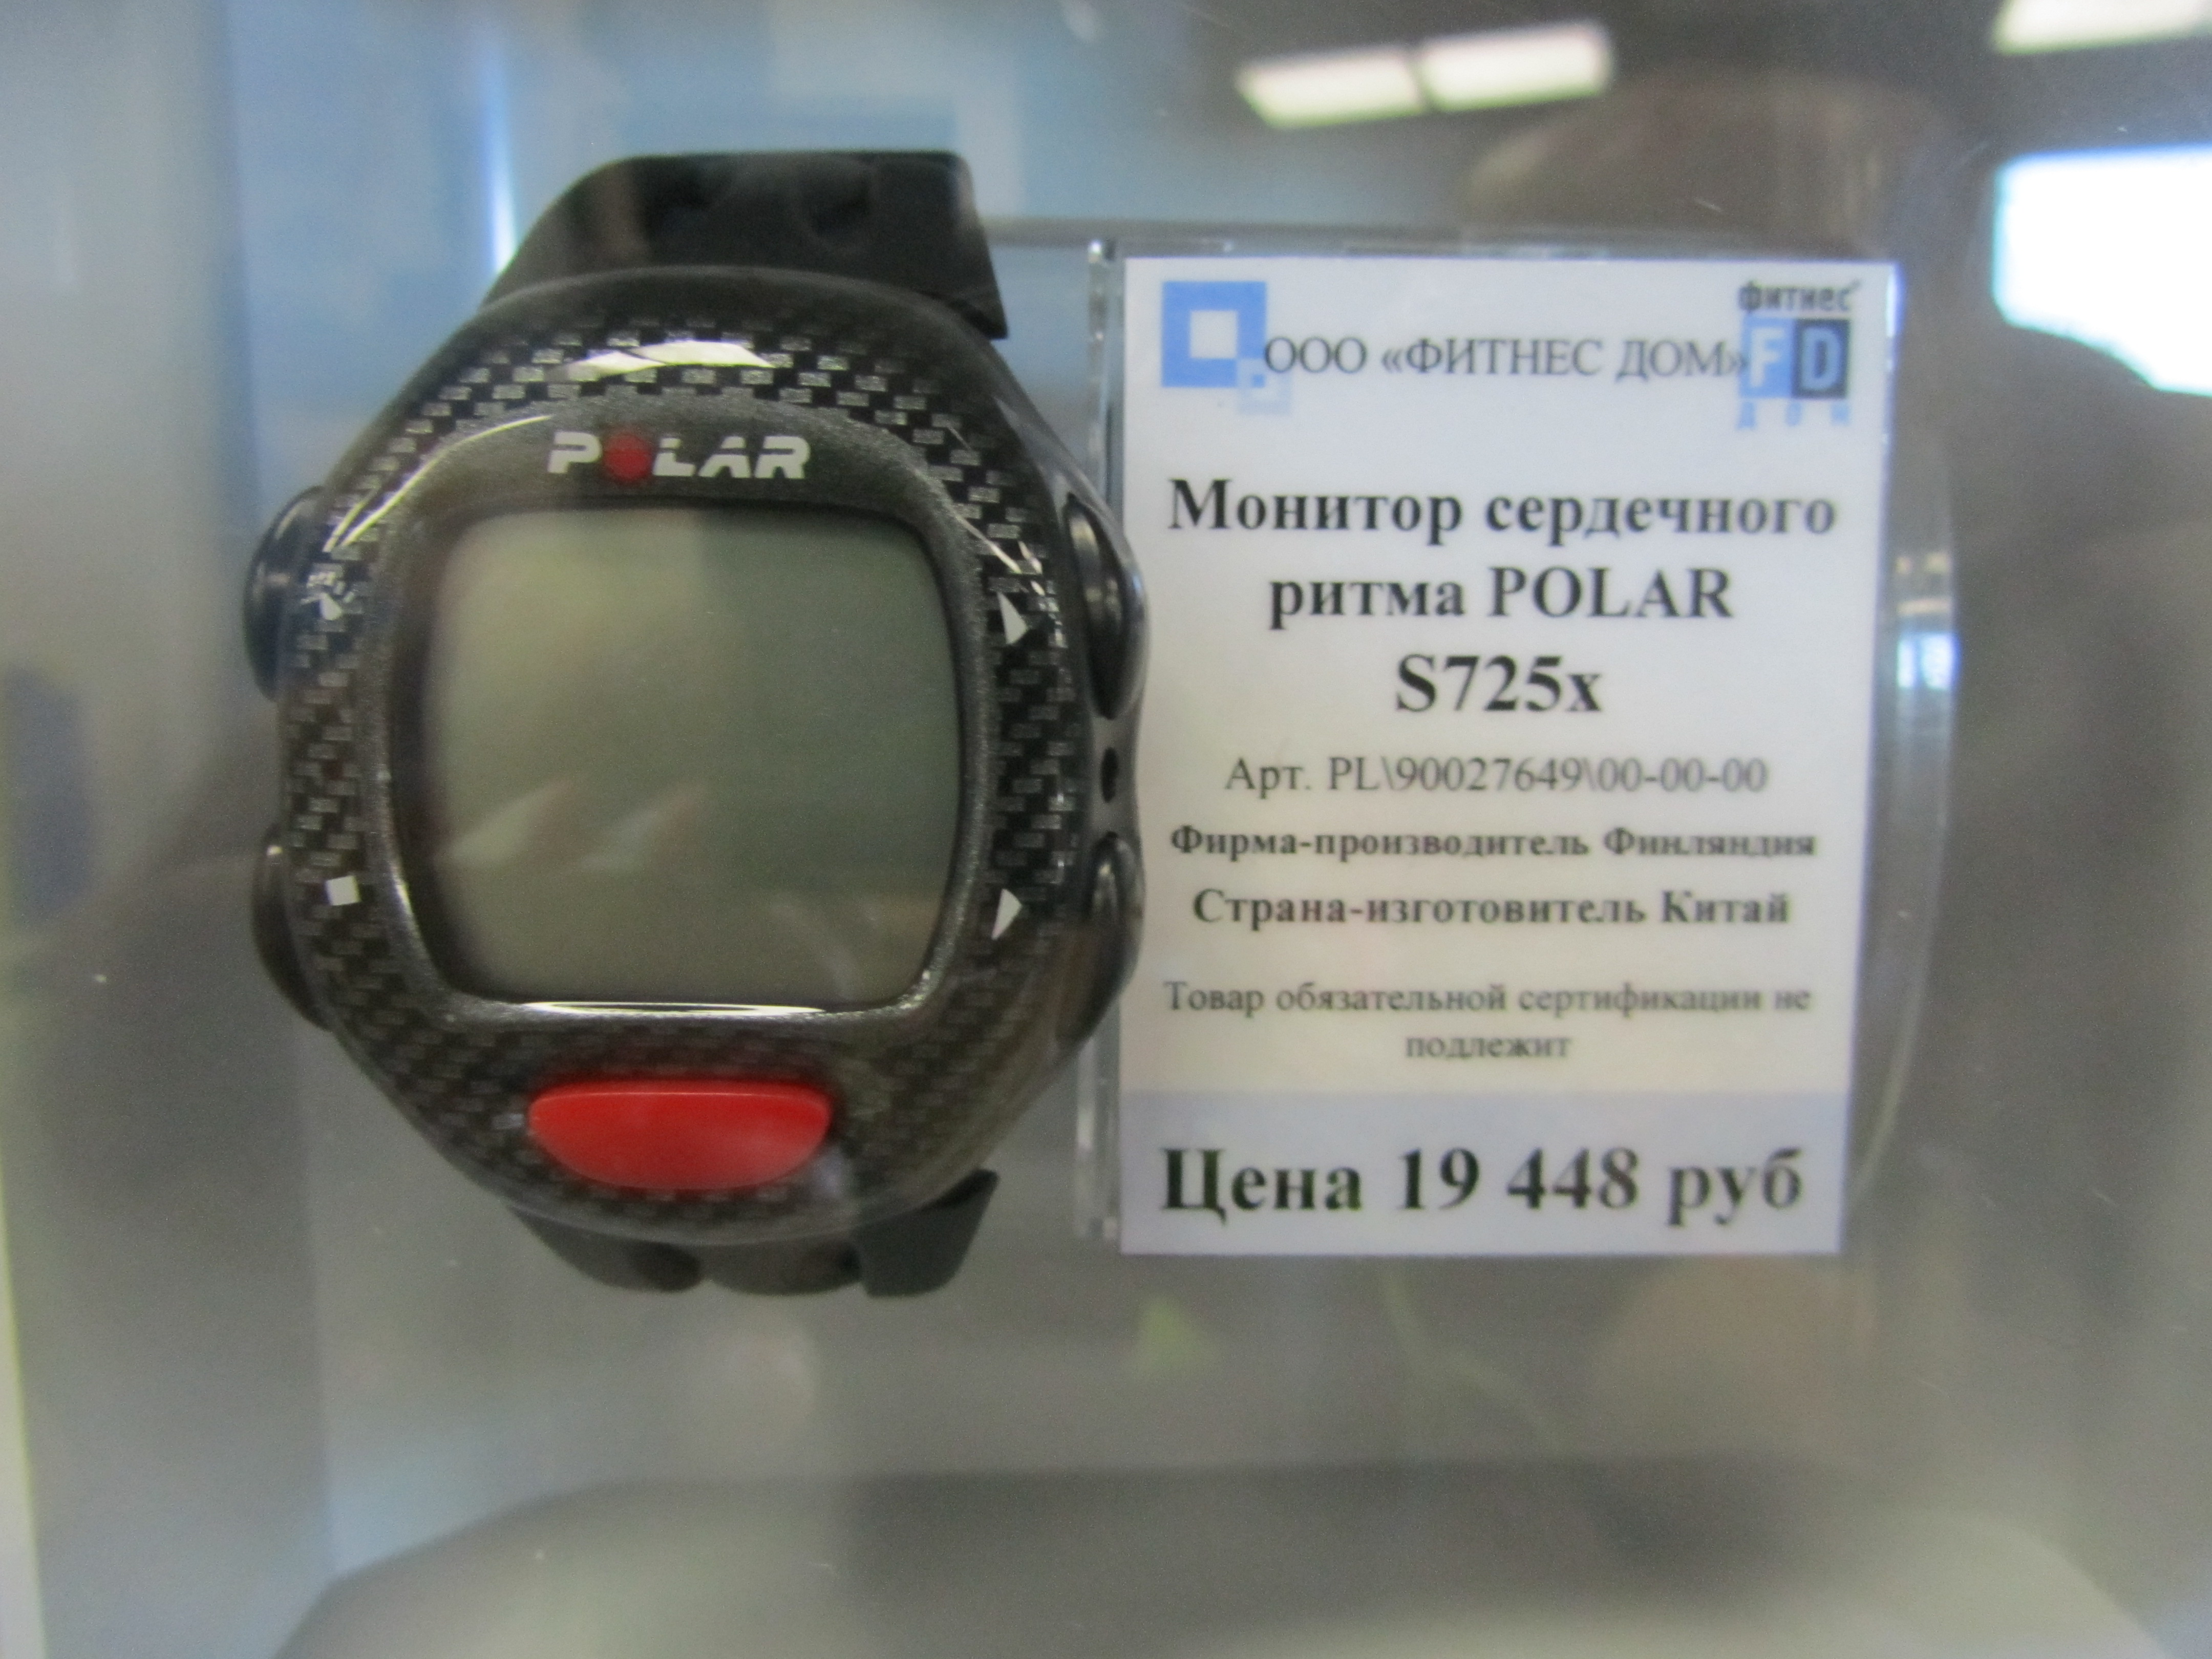 POLAR
ООО «ФИТНЕС ДОМ»
фитнес
FD
ДОМ
Монитор сердечного
ритма POLAR
S725x
Арт. PL\90027649\00-00-00
Фирма-производитель Финляндия
Страна-изготовитель Китай
Товар обязательной сертификации не
подлежит
Цена 19 448 руб